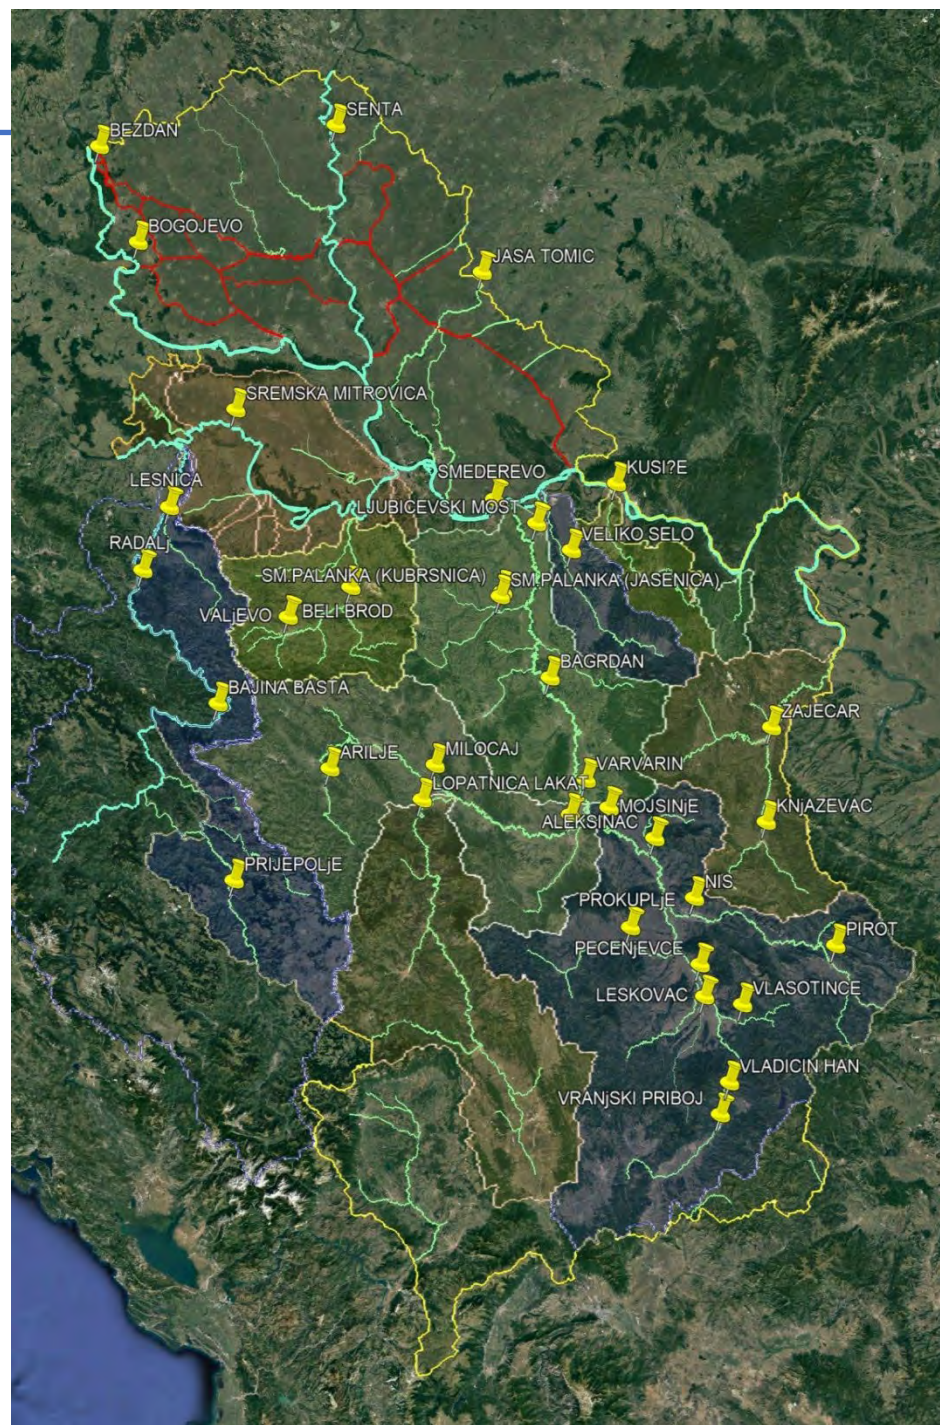 SENTA
BEZDAN
BOGOJEVO
JASA TOMIC
SREMSKA MITROVICA
SMEDEREVO
KUSI?E
LESNICA
LJUBICEVSKI MOST
VELIKO SELO
RADALj
SM.PALANKA (KUBRSNICA)
SM.PALANKA (JASENICA)
VALjEVO
BELI BROD
BAGRDAN
BAJINA BASTA
ZAJECAR
ARILJE
MILOCAJ
VARVARIN
LOPATNICA LAKAT
MOJSINjE
KNjAZEVAC
ALEKSINAC
PRIJEPOLjE
NIS
PROKUPLjE
PIROT
PECENjEVCE
LESKOVAC
VLASOTINCE
VLADICIN HAN
VRANjSKI PRIBOJ